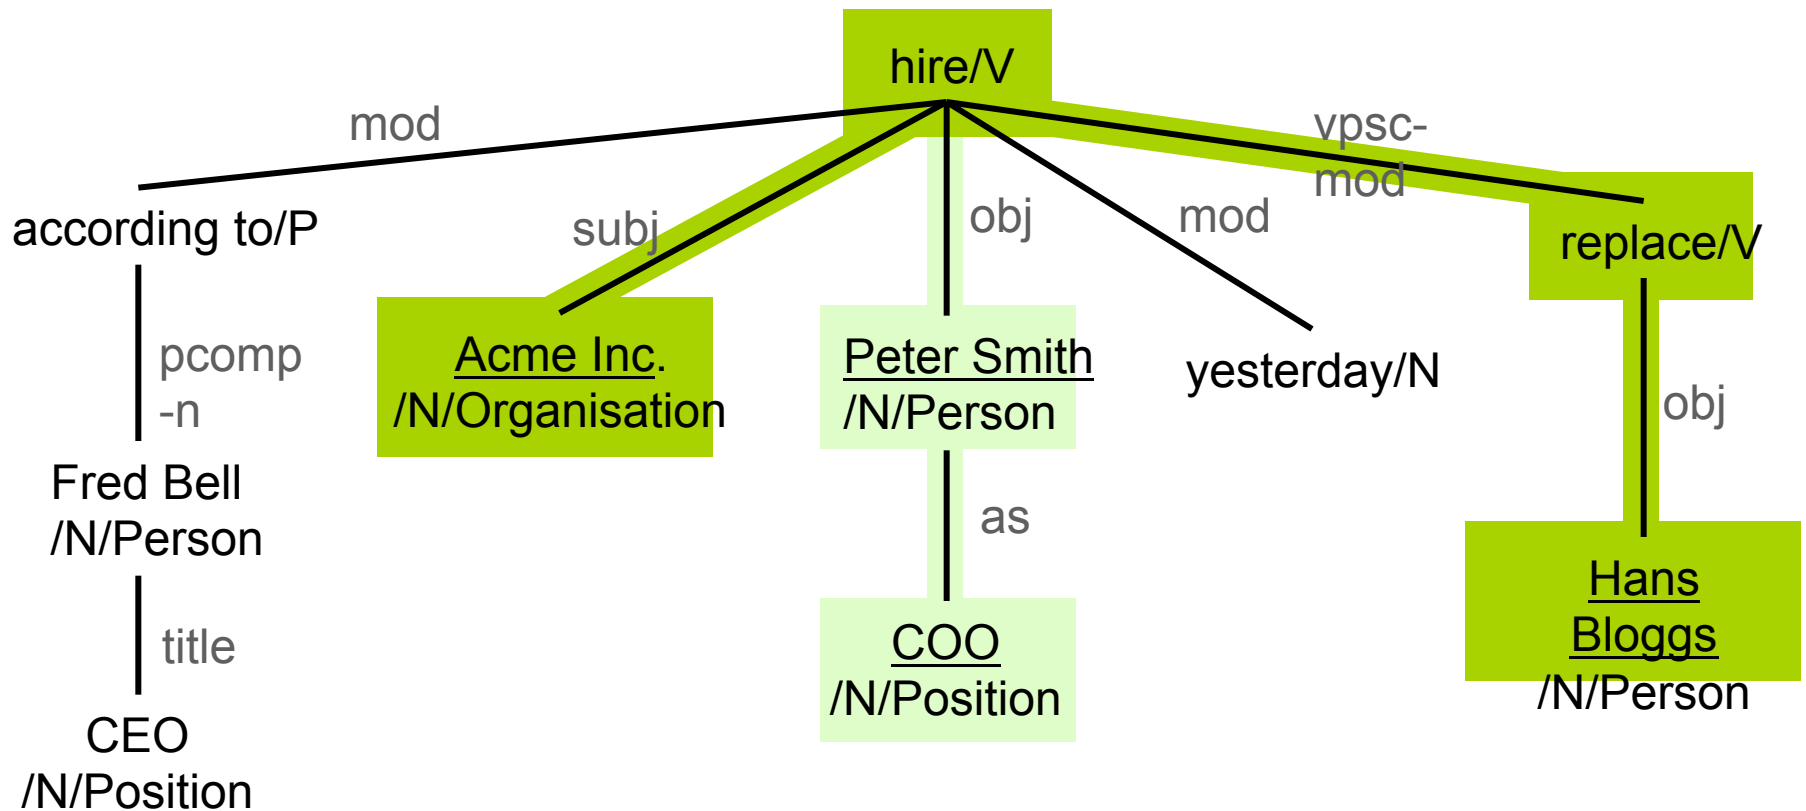 hire/V
mod
vpsc-
mod
subj
obj
mod
according to/P
replace/V
pcomp
-n
Acme Inc.
/N/Organisation
Peter Smith
/N/Person
yesterday/N
obj
Fred Bell
/N/Person
as
Hans
Bloggs
/N/Person
title
COO
/N/Position
CEO
/N/Position